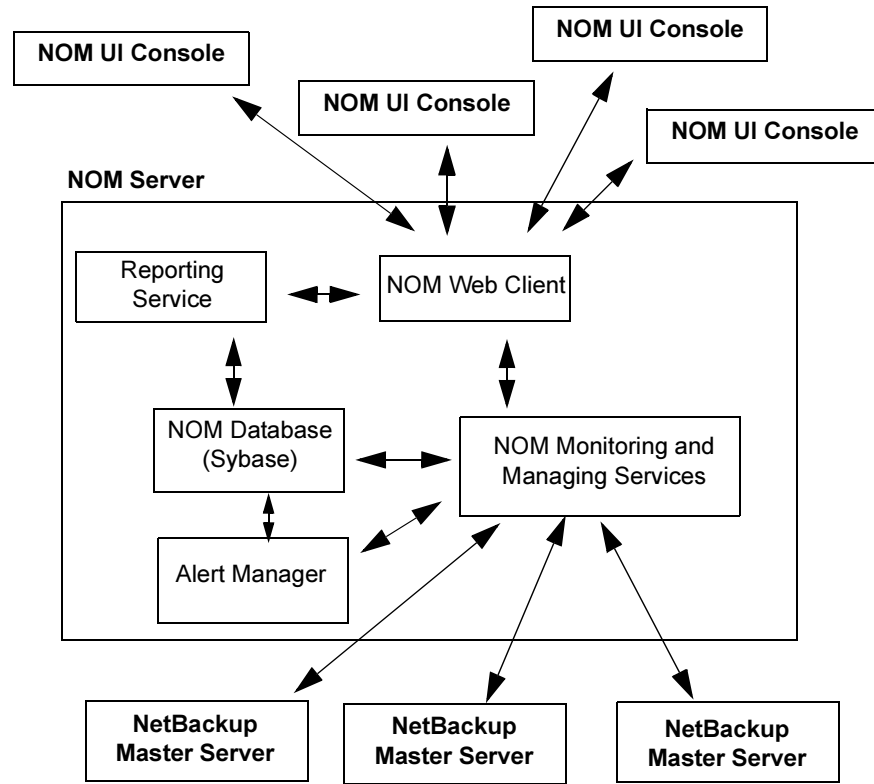 NOM UI Console
NOM UI Console
NOM UI Console
NOM UI Console
NOM Server
Reporting
Service
NOM Web Client
NOM Database
(Sybase)
NOM Monitoring and
Managing Services
Alert Manager
NetBackup
Master Server
NetBackup
Master Server
NetBackup
Master Server